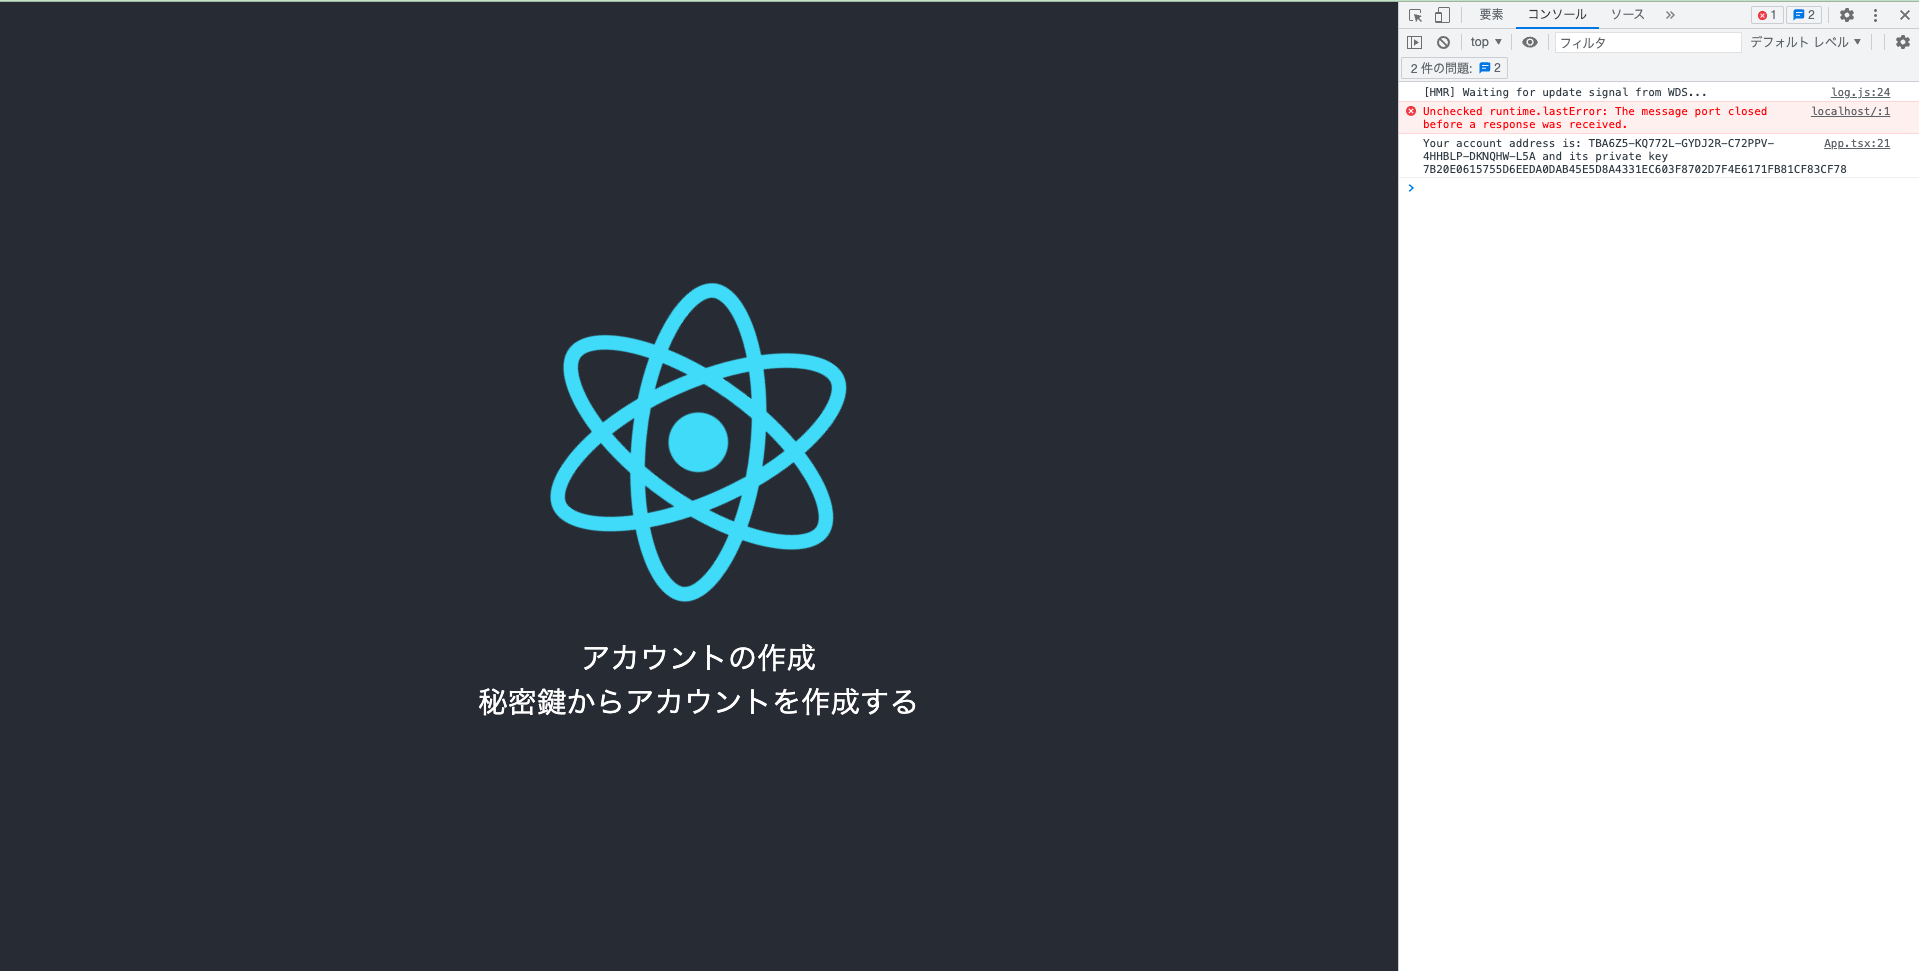 要素 コンソール ソース » 1 2
top ▼ フィルタ デフォルト レベル ▼
2 件の問題: 2
[HMR] Waiting for update signal from WDS... log.js:24
Unchecked runtime.lastError: The message port closed localhost/:1
before a response was received.
Your account address is: TBA6Z5-KQ772L-GYDJ2R-C72PPV- App.tsx:21
4HHBLP-DKNQHW-L5A and its private key
7B20E0615755D6EEDA0DAB45E5D8A4331EC603F8702D7F4E6171FB81CF83CF78
アカウントの作成
秘密鍵からアカウントを作成する